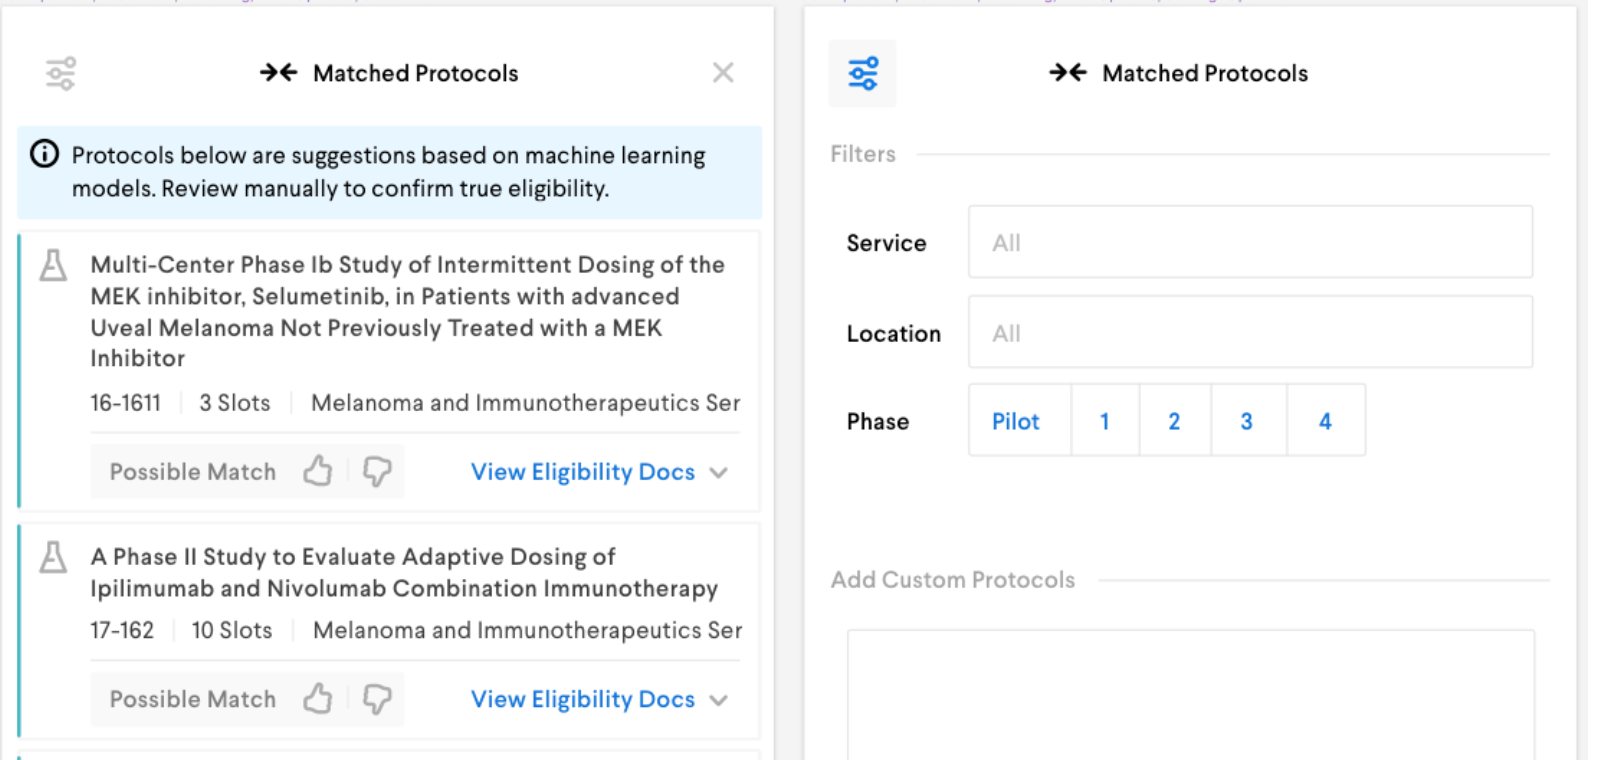 Matched Protocols
Protocols below are suggestions based on machine learning
models. Review manually to confirm true eligibility.
Multi-Center Phase Ib Study of Intermittent Dosing of the
MEK inhibitor, Selumetinib, in Patients with advanced
Uveal Melanoma Not Previously Treated with a MEK
Inhibitor
16-1611 3 Slots Melanoma and Immunotherapeutics Ser
Possible Match View Eligibility Docs
A Phase II Study to Evaluate Adaptive Dosing of
Ipilimumab and Nivolumab Combination Immunotherapy
17-162 10 Slots Melanoma and Immunotherapeutics Ser
Possible Match View Eligibility Docs
Matched Protocols
Filters
Service All
Location All
Phase Pilot 1 2 3 4
Add Custom Protocols